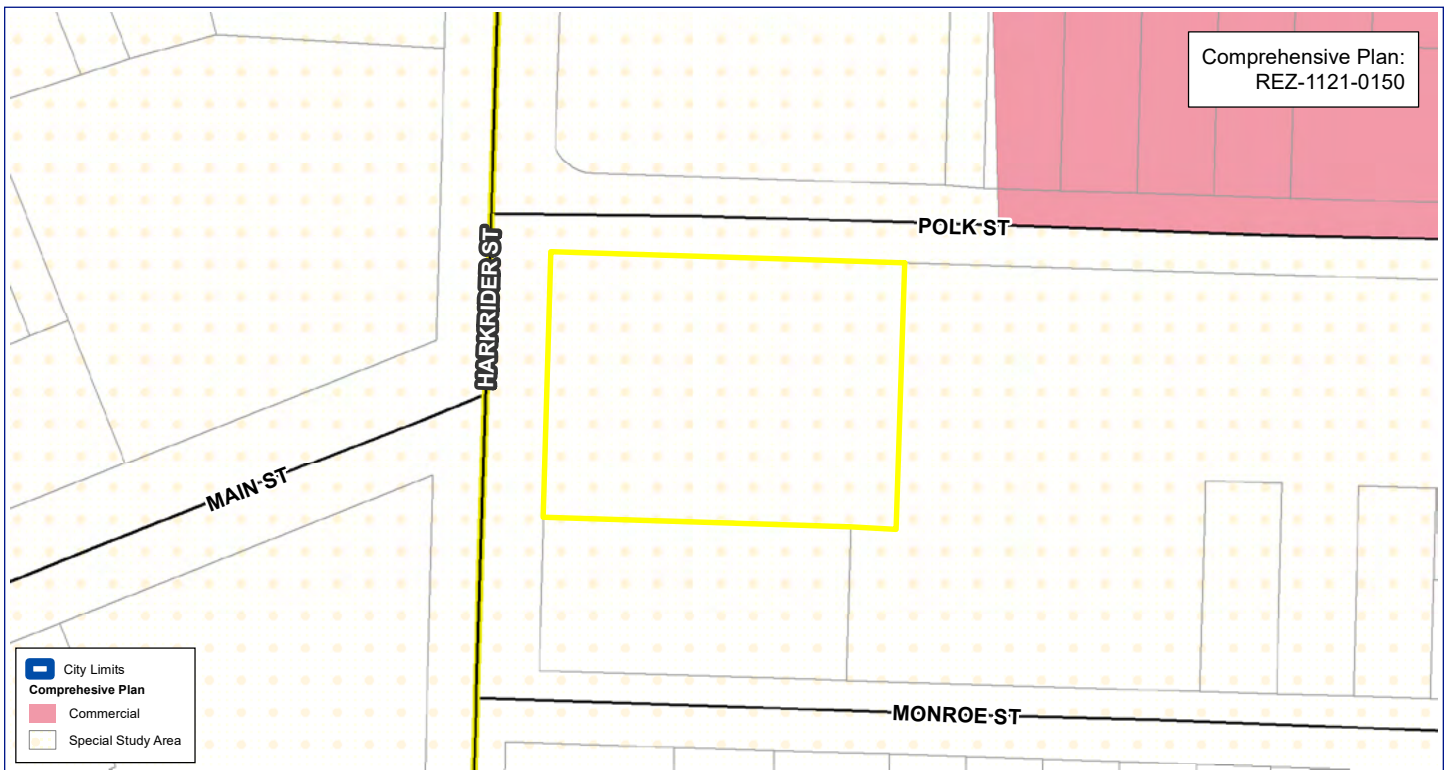 Comprehensive Plan:
REZ-1121-0150
POLK ST
HARKRIDER ST
MAIN ST
MONROE ST
City Limits
Comprehesive Plan
Commercial
Special Study Area